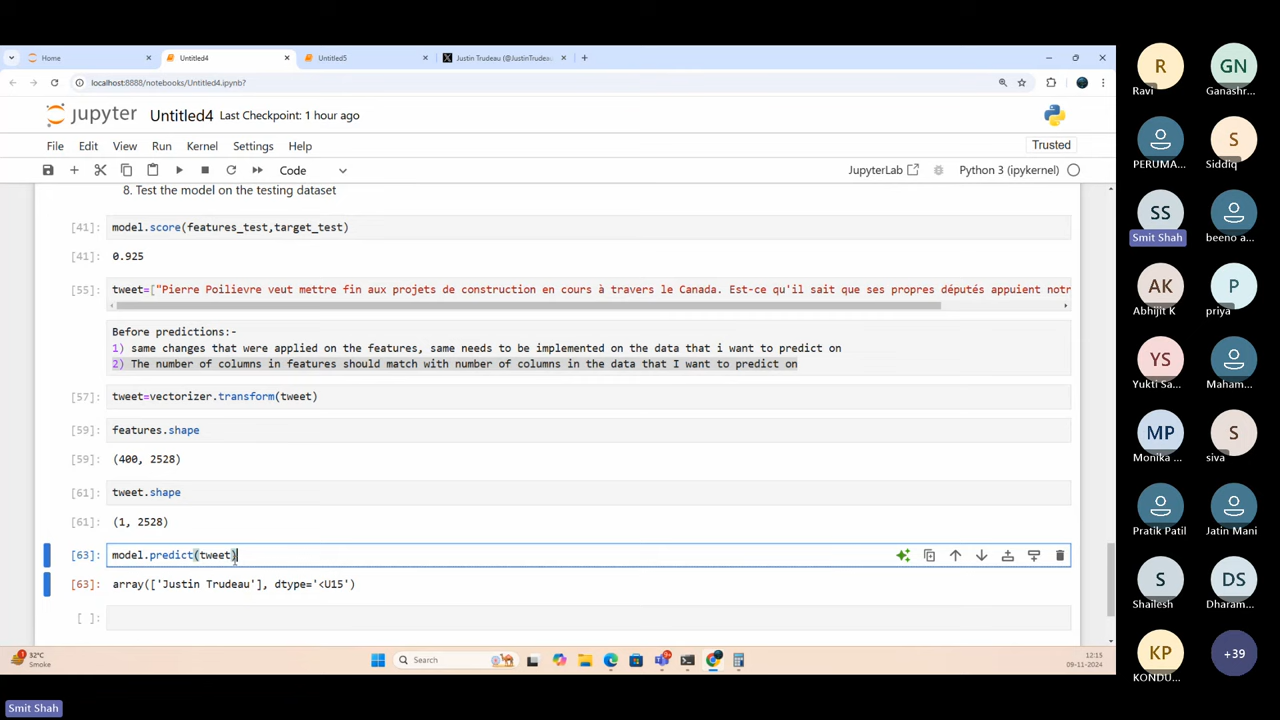 Home
Untitled4
Untitled5
Justin Trudeau (@JustinTrudeau
localhost:8888/notebooks/Untitled4.ipynb?
jupyter Untitled4 Last Checkpoint: 1 hour ago
File Edit View Run Kernel Settings Help
Trusted
Code
JupyterLab
Python 3 (ipykernel)
8. Test the model on the testing dataset
[41]: model.score(features_test,target_test)
[41]: 0.925
[55]: tweet=["Pierre Poilievre veut mettre fin aux projets de construction en cours à travers le Canada. Est-ce qu'il sait que ses propres députés appuient notr
Before predictions:-
1) same changes that were applied on the features, same needs to be implemented on the data that i want to predict on
2) The number of columns in features should match with number of columns in the data that I want to predict on
[57]: tweet=vectorizer.transform(tweet)
[59]: features.shape
[59]: (400, 2528)
[61]: tweet.shape
[61]: (1, 2528)
[63]: model.predict(tweet)
[63]: array(['Justin Trudeau'], dtype='<U15')
[ ]:
32°C
Smoke
Search
12:15
09-11-2024
Smit Shah
R
Ravi
GN
Ganashr...
PERUMA...
S
Siddiq
SS
Smit Shah
beeno a...
AK
Abhijit K
P
priya
YS
Yukti Sa...
Maham...
MP
Monika ...
S
siva
Pratik Patil
Jatin Mani
S
Shailesh
DS
Dharam...
KP
KONDU...
+39